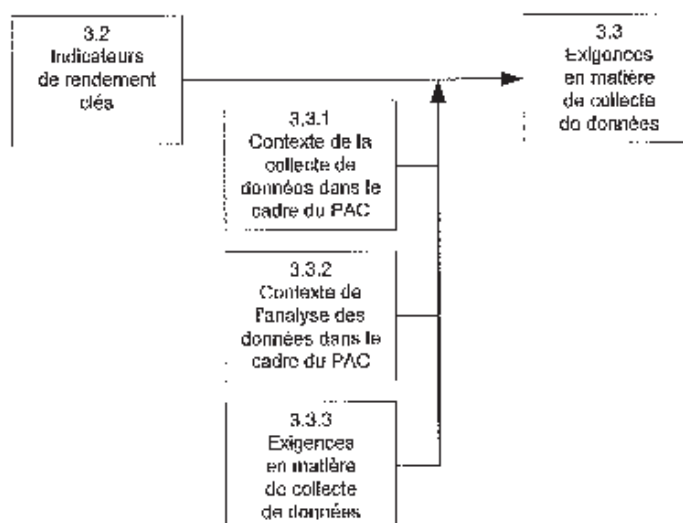 3.2
Indicateurs
de rendement
clés
3.3
Exigences
en matière
de collecte
de données
3.3.1
Contexte de la
collecte de
données dans le
cadre du PAC
3.3.2
Contexte de
l'analyse des
données dans le
cadre du PAC
3.3.3
Exigences
en matière
de collecte
de données